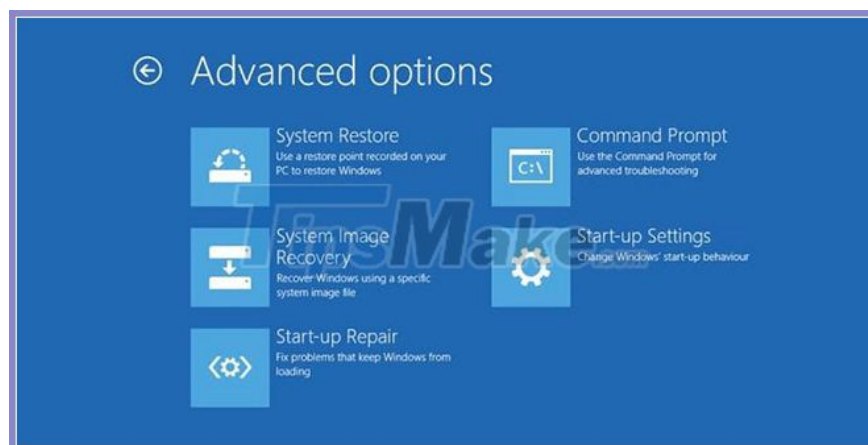 Advanced options
System Restore
Use a restore point recorded on your
PC to restore Windows
Command Prompt
Use the Command Prompt for
advanced troubleshooting
C:\
TipsMake.com
System Image
Recovery
Recover Windows using a specific
system image file
Start-up Settings
Change Windows' start-up behaviour
Start-up Repair
Fix problems that keep Windows from
loading